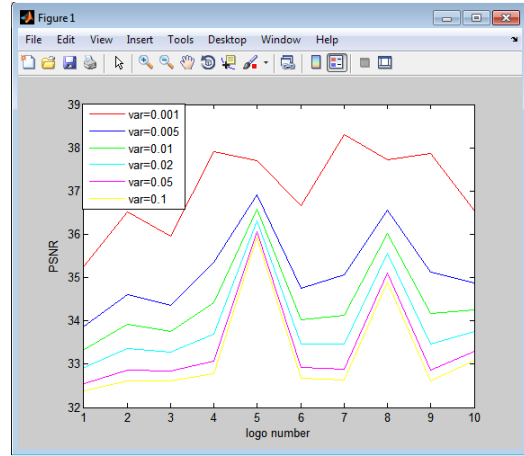 Figure 1
File Edit View Insert Tools Desktop Window Help
39
38
37
36
35
34
33
32
PSNR
var=0.001
var=0.005
var=0.01
var=0.02
var=0.05
var=0.1
1 2 3 4 5 6 7 8 9 10
logo number